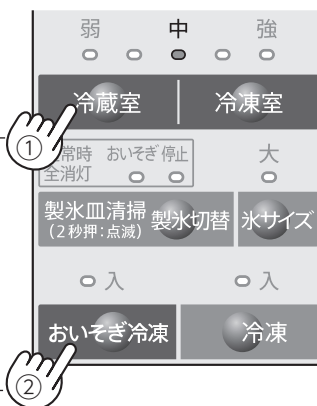 弱 中 強
冷蔵室 冷凍室
①
常時 おいそぎ 停止 大
全消灯
製氷皿清掃 製氷切替 氷サイズ
(2秒押:点滅)
入 入
おいそぎ冷凍 冷凍
②